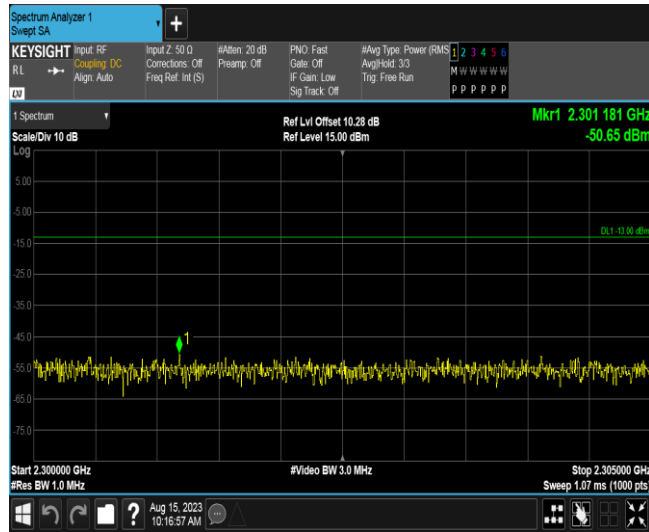 Spectrum Analyzer 1
Swept SA
+
KEYSIGHT
RL
LXI
Input: RF
Coupling: DC
Align: Auto
Input Z: 50 Ω
Corrections: Off
Freq Ref: Int (S)
#Atten: 20 dB
Preamp: Off
PNO: Fast
Gate: Off
IF Gain: Low
Sig Track: Off
#Avg Type: Power (RMS
Avg|Hold: 3/3
Trig: Free Run
1 2 3 4 5 6
M W W W W W
P P P P P P
1 Spectrum
Scale/Div 10 dB
Log
Ref Lvl Offset 10.28 dB
Ref Level 15.00 dBm
Mkr1 2.301 181 GHz
-50.65 dBm
5.00
-5.00
DL1 -13.00 dBm
-15.0
-25.0
-35.0
-45.0
1
-55.0
-65.0
-75.0
Start 2.300000 GHz
#Res BW 1.0 MHz
#Video BW 3.0 MHz
Stop 2.305000 GHz
Sweep 1.07 ms (1000 pts)
?
Aug 15, 2023
10:16:57 AM